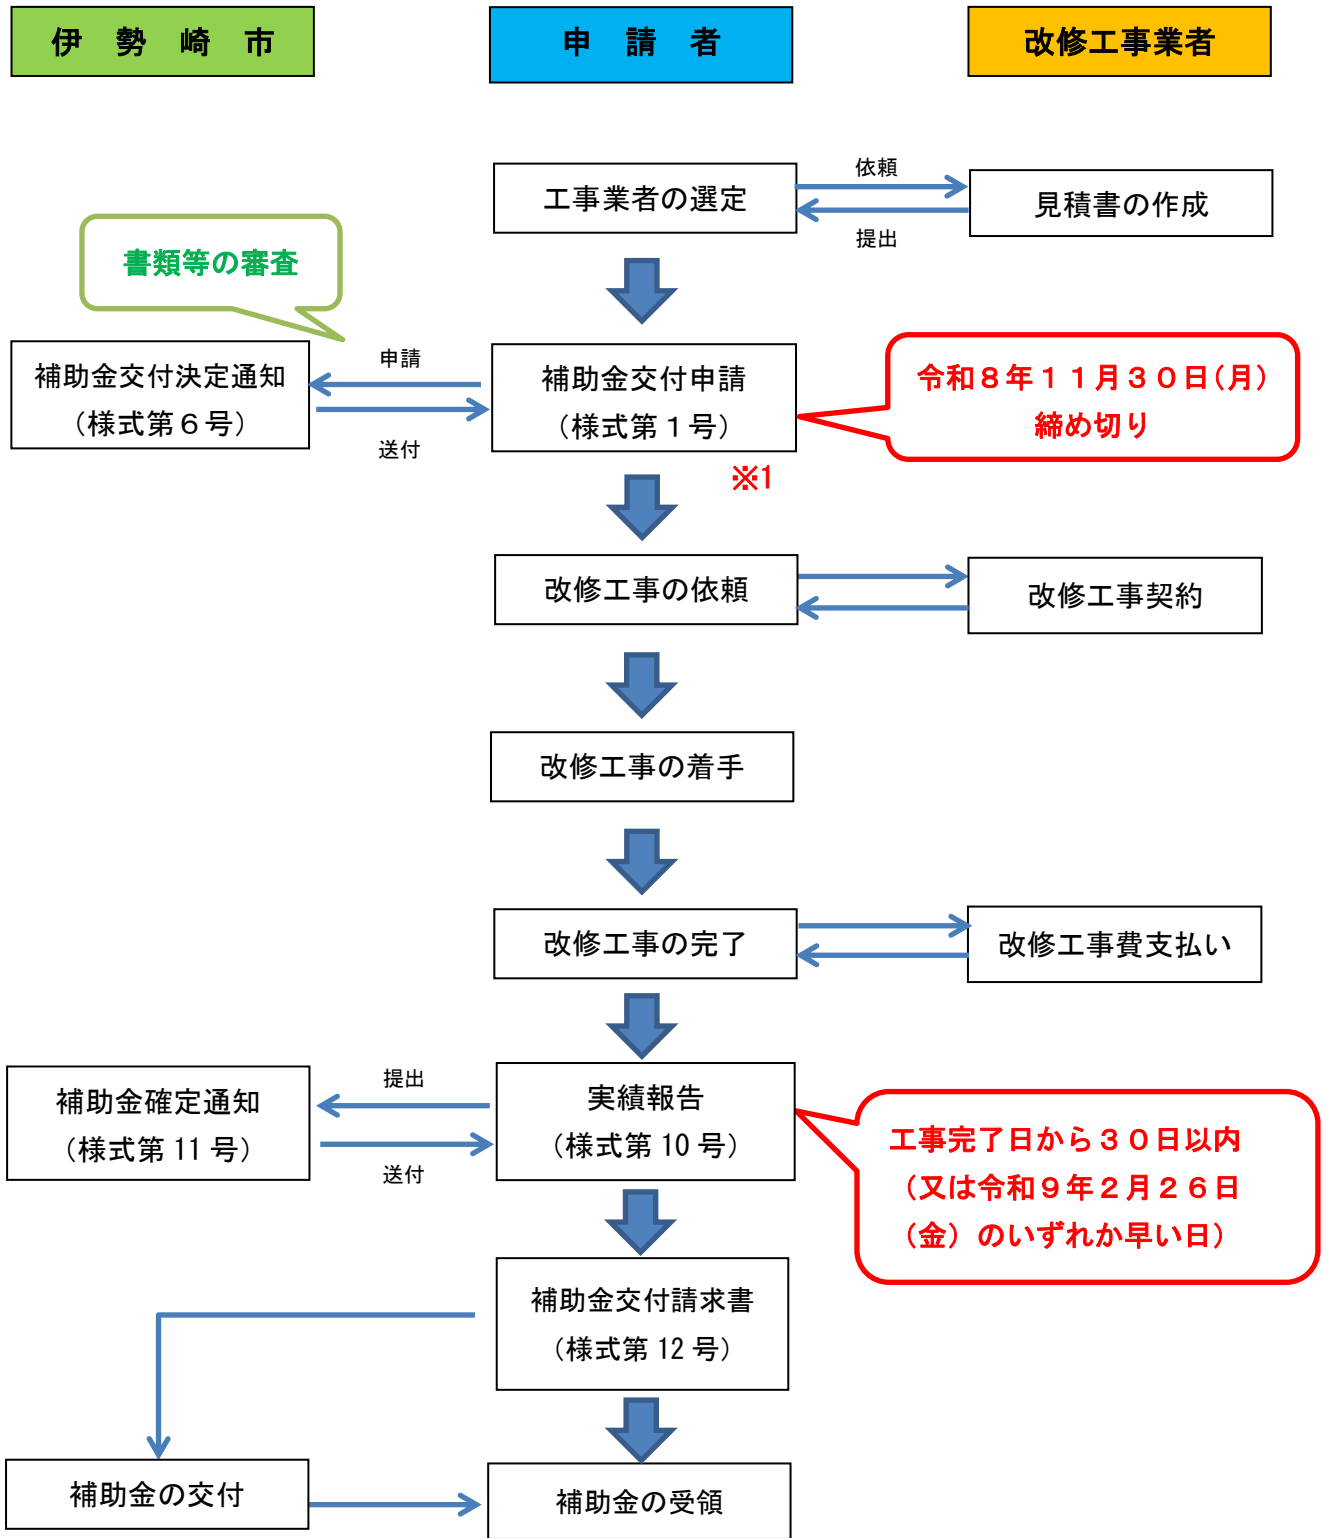 伊　勢　崎　市
申　請　者
改修工事業者
工事業者の選定
依頼
提出
見積書の作成
書類等の審査
補助金交付決定通知
（様式第６号）
申請
送付
補助金交付申請
（様式第１号）
※1
令和８年１１月３０日(月)
締め切り
改修工事の依頼
改修工事契約
改修工事の着手
改修工事の完了
改修工事費支払い
補助金確定通知
（様式第 11 号）
提出
送付
実績報告
（様式第 10 号）
工事完了日から３０日以内
（又は令和９年２月２６日
（金）のいずれか早い日）
補助金交付請求書
（様式第 12 号）
補助金の交付
補助金の受領